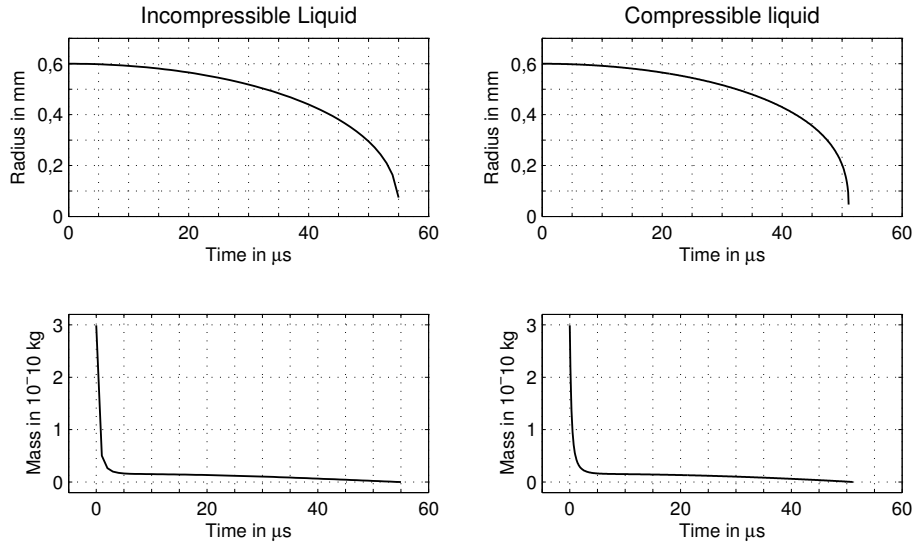 Incompressible Liquid
Compressible liquid
0,6
0,4
0,2
0
Radius in mm
0 20 40 60
Time in μs
0,6
0,4
0,2
0
Radius in mm
0 20 40 60
Time in μs
3
2
1
0
Mass in 10⁻10 kg
0 20 40 60
Time in μs
3
2
1
0
Mass in 10⁻10 kg
0 20 40 60
Time in μs